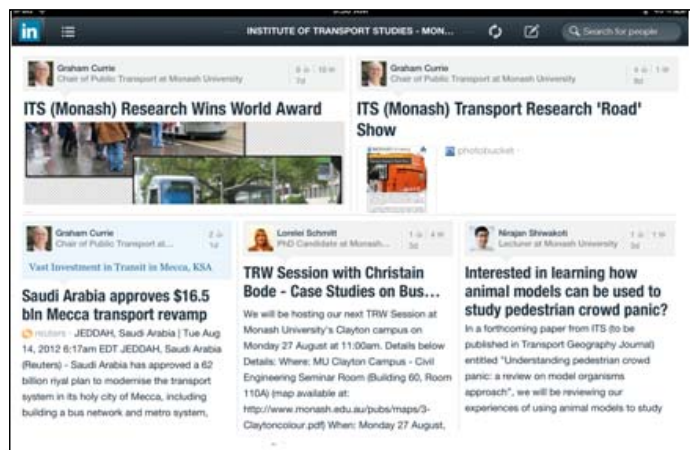 in
INSTITUTE OF TRANSPORT STUDIES - MON...
Search for people
Graham Currie
Chair of Public Transport at Monash University
7d
ITS (Monash) Research Wins World Award
Graham Currie
Chair of Public Transport at Monash University
8d
ITS (Monash) Transport Research 'Road'
Show
photobucket ·
Graham Currie
Chair of Public Transport at...
1d
Vast Investment in Transit in Mecca, KSA
Saudi Arabia approves $16.5
bln Mecca transport revamp
reuters · JEDDAH, Saudi Arabia | Tue Aug
14, 2012 6:17am EDT JEDDAH, Saudi Arabia
(Reuters) - Saudi Arabia has approved a 62
billion riyal plan to modernise the transport
system in its holy city of Mecca, including
building a bus network and metro system,
Lorelei Schmitt
PhD Candidate at Monash...
3d
TRW Session with Christain
Bode - Case Studies on Bus...
We will be hosting our next TRW Session at
Monash University's Clayton campus on
Monday 27 August at 11:00am. Details below
Details: Where: MU Clayton Campus - Civil
Engineering Seminar Room (Building 60, Room
110A) (map available at:
http://www.monash.edu.au/pubs/maps/3-
Claytoncolour.pdf) When: Monday 27 August,
Nirajan Shiwakoti
Lecturer at Monash University
3d
Interested in learning how
animal models can be used to
study pedestrian crowd panic?
In a forthcoming paper from ITS (to be
published in Transport Geography Journal)
entitled "Understanding pedestrian crowd
panic: a review on model organisms
approach", we will be reviewing our
experiences of using animal models to study